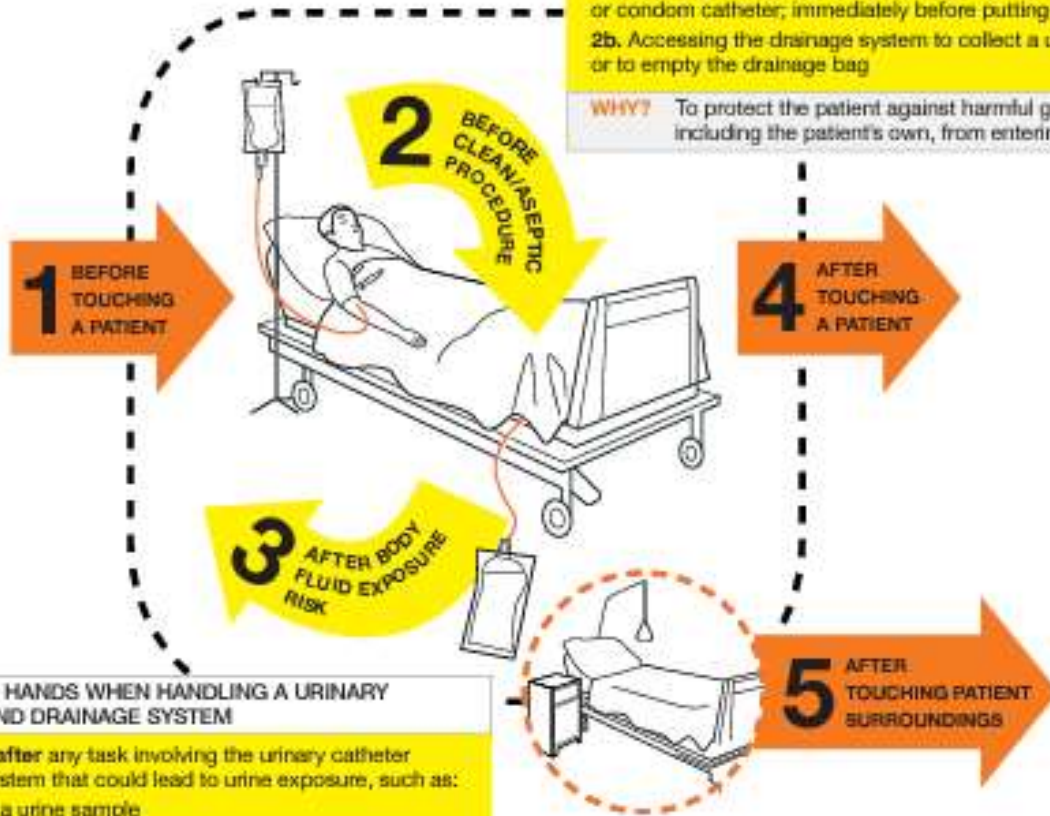 or condom catheter; immediately before putting
2b. Accessing the drainage system to collect a
or to empty the drainage bag
WHY? To protect the patient against harmful
including the patient's own, from
2
BEFORE
CLEAN/ASEPTIC
PROCEDURE
1
BEFORE
TOUCHING
A PATIENT
4
AFTER
TOUCHING
A PATIENT
3
AFTER BODY
FLUID EXPOSURE
RISK
5
AFTER
TOUCHING PATIENT
SURROUNDINGS
HANDS WHEN HANDLING A URINARY
DRAINAGE SYSTEM
after any task involving the urinary catheter
that could lead to urine exposure, such as:
a urine sample